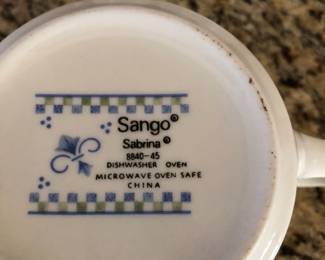 Sango®
Sabrina®
8840-45
DISHWASHER OVEN
MICROWAVE OVEN SAFE
CHINA